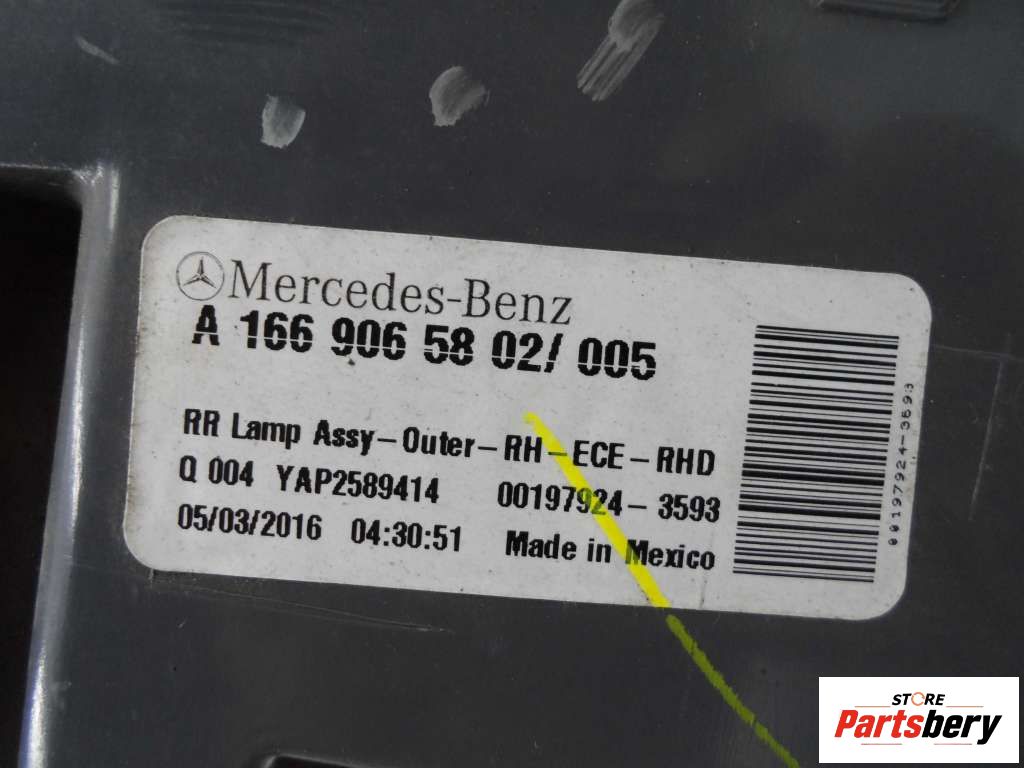 Mercedes-Benz
A 166 906 58 02/ 005
RR Lamp Assy-Outer-RH-ECE-RHD
Q 004 YAP2589414 00197924-3593
05/03/2016 04:30:51 Made in Mexico
00197924-3593
STORE
Partsbery